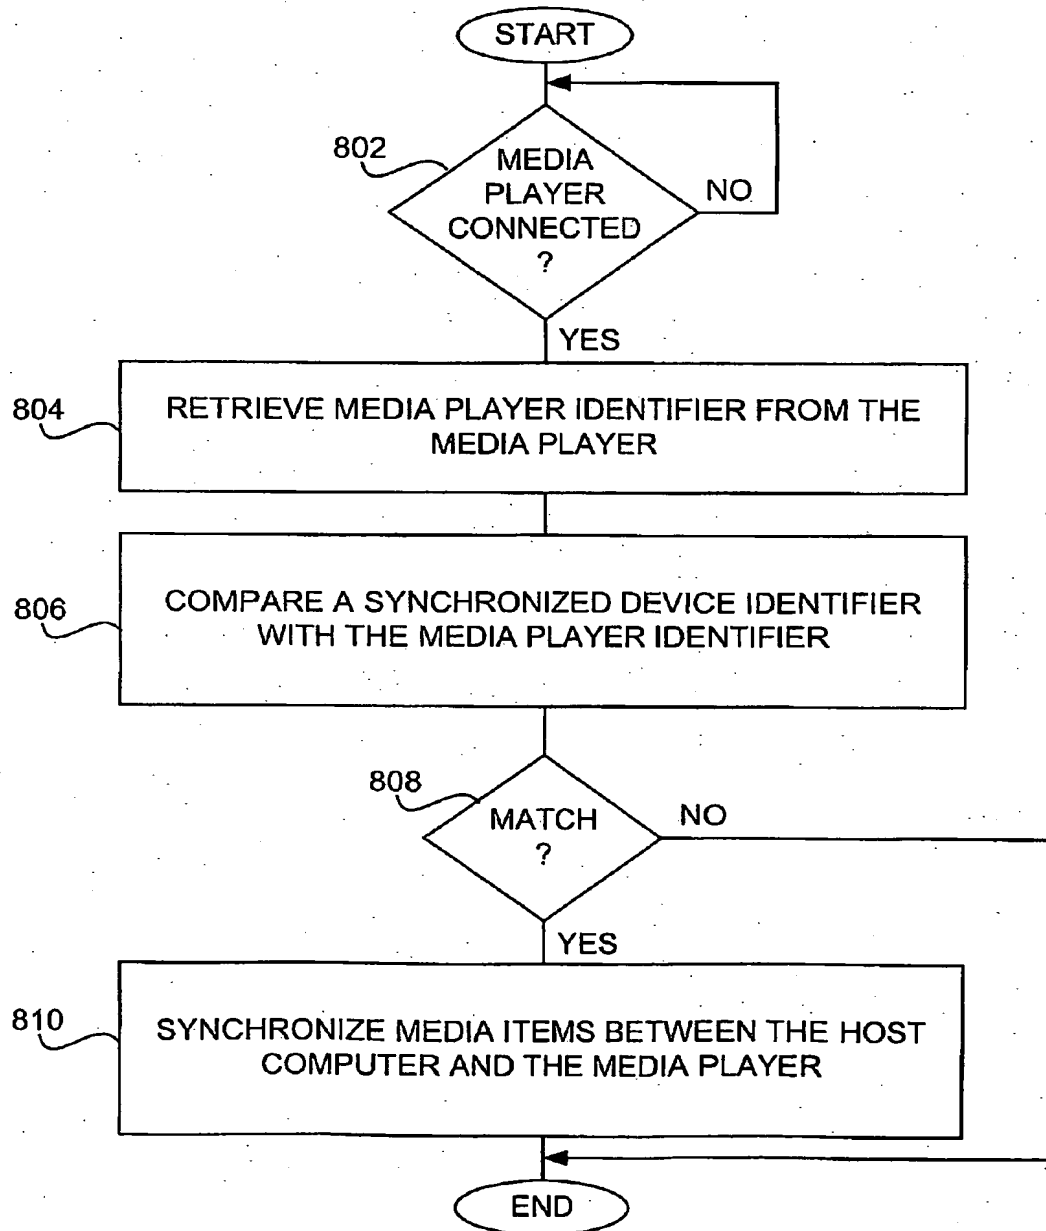 START
802
MEDIA
PLAYER
CONNECTED
?
NO
YES
804
RETRIEVE MEDIA PLAYER IDENTIFIER FROM THE
MEDIA PLAYER
806
COMPARE A SYNCHRONIZED DEVICE IDENTIFIER
WITH THE MEDIA PLAYER IDENTIFIER
808
MATCH
?
NO
YES
810
SYNCHRONIZE MEDIA ITEMS BETWEEN THE HOST
COMPUTER AND THE MEDIA PLAYER
END